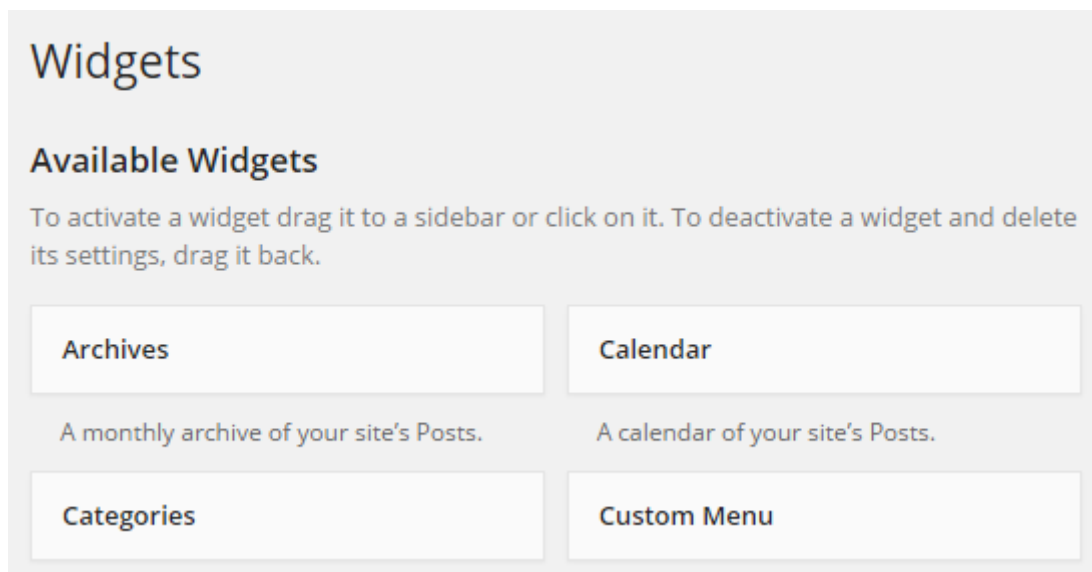 Widgets
Available Widgets
To activate a widget drag it to a sidebar or click on it. To deactivate a widget and delete
its settings, drag it back.
Archives
Calendar
A monthly archive of your site’s Posts.
A calendar of your site’s Posts.
Categories
Custom Menu